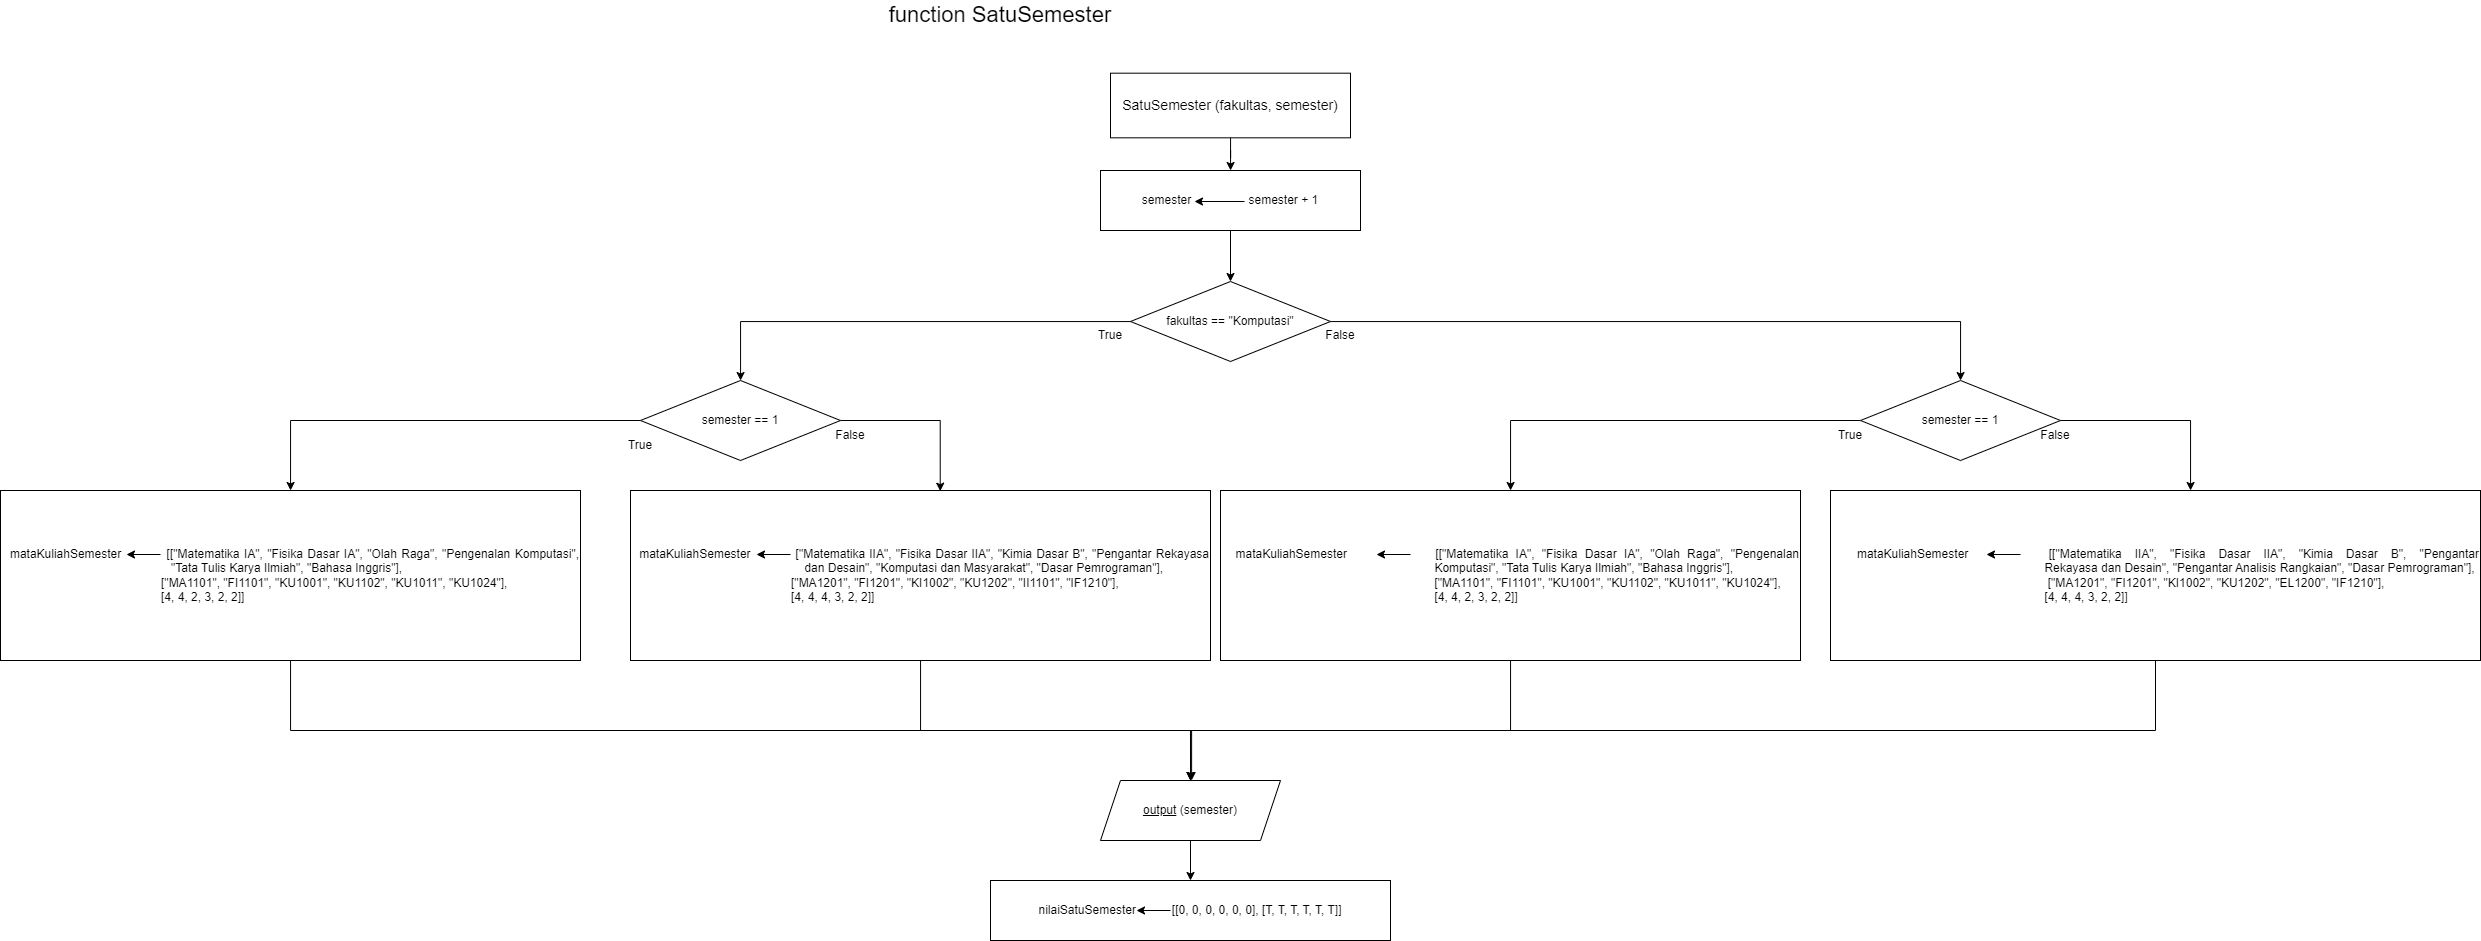 function SatuSemester
SatuSemester (fakultas, semester)
semester
semester + 1
fakultas == "Komputasi"
True
False
semester == 1
True
False
semester == 1
True
False
mataKuliahSemester
[["Matematika IA", "Fisika Dasar IA", "Olah Raga", "Pengenalan Komputasi",
"Tata Tulis Karya Ilmiah", "Bahasa Inggris"],
["MA1101", "FI1101", "KU1001", "KU1102", "KU1011", "KU1024"],
[4, 4, 2, 3, 2, 2]]
mataKuliahSemester
["Matematika IIA", "Fisika Dasar IIA", "Kimia Dasar B", "Pengantar Rekayasa
dan Desain", "Komputasi dan Masyarakat", "Dasar Pemrograman"],
["MA1201", "FI1201", "KI1002", "KU1202", "II1101", "IF1210"],
[4, 4, 4, 3, 2, 2]]
mataKuliahSemester
[["Matematika IA", "Fisika Dasar IA", "Olah Raga", "Pengenalan
Komputasi", "Tata Tulis Karya Ilmiah", "Bahasa Inggris"],
["MA1101", "FI1101", "KU1001", "KU1102", "KU1011", "KU1024"],
[4, 4, 2, 3, 2, 2]]
mataKuliahSemester
[["Matematika IIA", "Fisika Dasar IIA", "Kimia Dasar B", "Pengantar
Rekayasa dan Desain", "Pengantar Analisis Rangkaian", "Dasar Pemrograman"],
["MA1201", "FI1201", "KI1002", "KU1202", "EL1200", "IF1210"],
[4, 4, 4, 3, 2, 2]]
output (semester)
nilaiSatuSemester
[[0, 0, 0, 0, 0, 0], [T, T, T, T, T, T]]